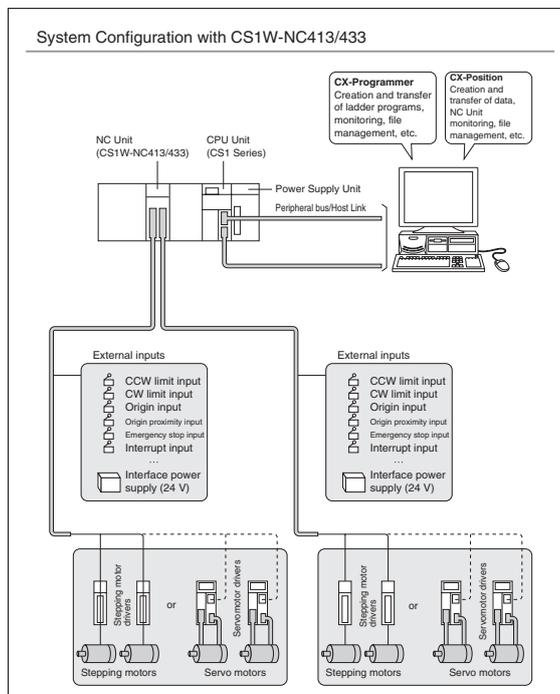 System Configuration with CS1W-NC413/433
CX-Programmer
Creation and transfer
of ladder programs,
monitoring, file
management, etc.
CX-Position
Creation and
transfer of data,
NC Unit
monitoring, file
management, etc.
NC Unit
(CS1W-NC413/433)
CPU Unit
(CS1 Series)
Power Supply Unit
Peripheral bus/Host Link
External inputs
CCW limit input
CW limit input
Origin input
Origin proximity input
Emergency stop input
Interrupt input
...
Interface power
supply (24 V)
External inputs
CCW limit input
CW limit input
Origin input
Origin proximity input
Emergency stop input
Interrupt input
...
Interface power
supply (24 V)
Stepping motor
drivers
or
Servomotor drivers
Stepping motors
Servo motors
Stepping motor
drivers
or
Servomotor drivers
Stepping motors
Servo motors